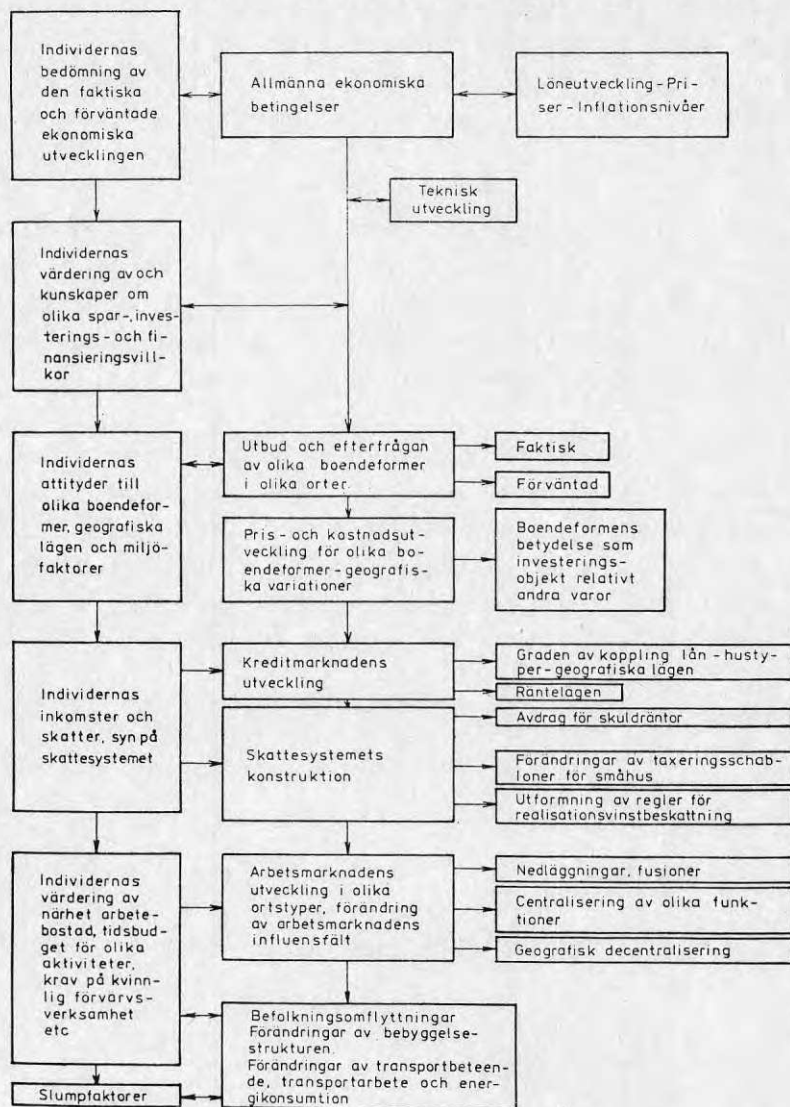 Individernas
bedömning av
den faktiska
och förväntade
ekonomiska
utvecklingen
Allmänna ekonomiska
betingelser
Löneutveckling-Pri-
ser-Inflationsnivåer
Teknisk
utveckling
Individernas
värdering av och
kunskaper om
olika spar-, inves-
terings- och fi-
nansieringsvill-
kor
Individernas
attityder till
olika boendefor-
mer, geografiska
lägen och miljö-
faktorer
Utbud och efterfrågan
av olika boendeformer
i olika orter.
Faktisk
Förväntad
Pris- och kostnadsut-
veckling för olika bo-
endeformer-geografis-
ka variationer
Boendeformens
betydelse som
investerings-
objekt relativt
andra varor
Individernas
inkomster och
skatter, syn på
skattesystemet
Kreditmarknadens
utveckling
Graden av koppling lån-husty-
per-geografiska lägen
Räntelägen
Skattesystemets
konstruktion
Avdrag för skuldräntor
Förändringar av taxeringsschab-
loner för småhus
Utformning av regler för
realisationsvinstbeskattning
Individernas
värdering av
närhet arbete-
bostad, tidsbud-
get för olika
aktiviteter,
krav på kvinn-
lig förvärvs-
verksamhet
etc
Arbetsmarknadens
utveckling i olika
ortstyper, förändring
av arbetsmarknadens
influensfält
Nedläggningar, fusioner
Centralisering av olika funk-
tioner
Geografisk decentralisering
Befolkningsomflyttningar
Förändringar av bebyggelse-
strukturen.
Förändringar av transportbeteen-
de, transportarbete och ener-
gikonsumtion
Slumpfaktorer